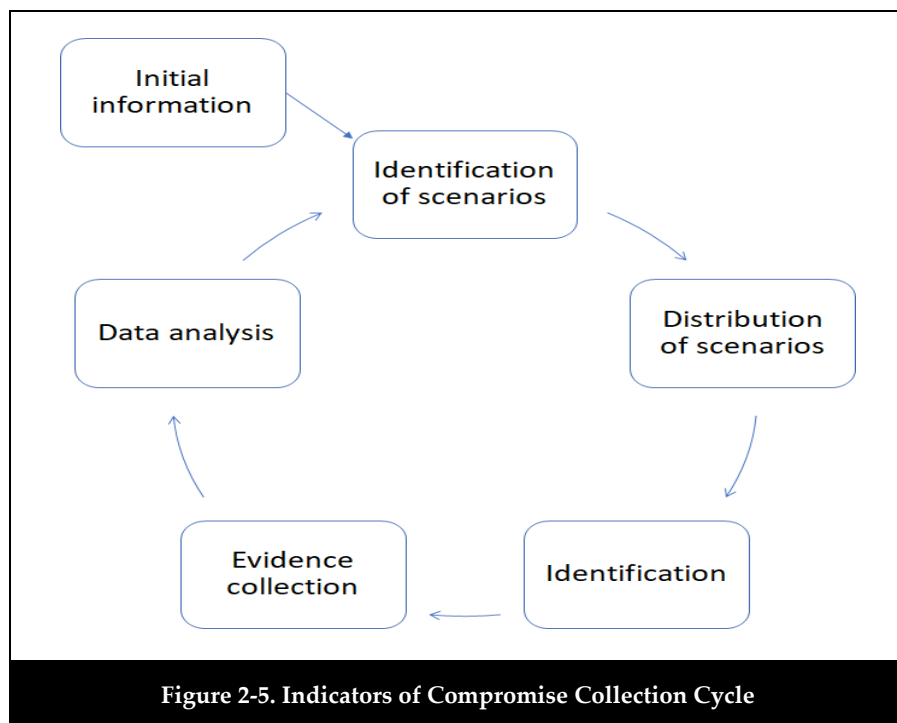 Initial
information
Identification
of scenarios
Distribution
of scenarios
Identification
Evidence
collection
Data analysis
Figure 2-5. Indicators of Compromise Collection Cycle